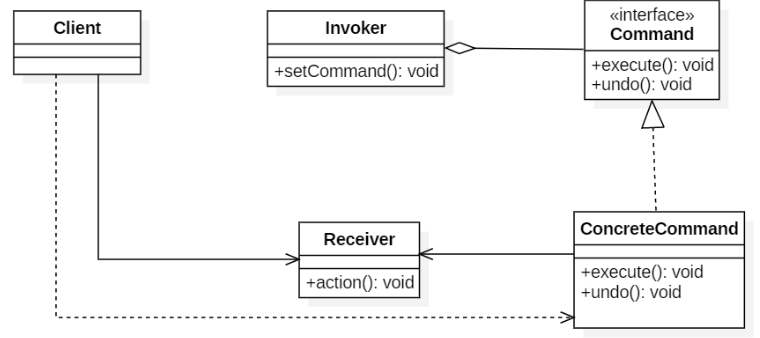 Client
Invoker
+setCommand(): void
«interface»
Command
+execute(): void
+undo(): void
Receiver
+action(): void
ConcreteCommand
+execute(): void
+undo(): void